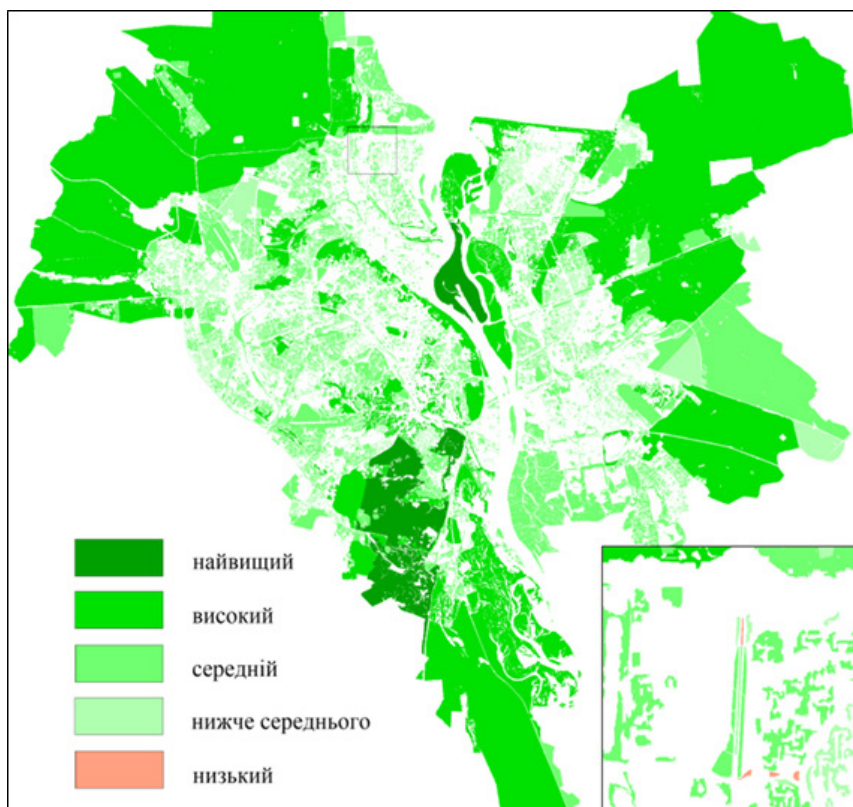 найвищий
високий
середній
нижче середнього
низький